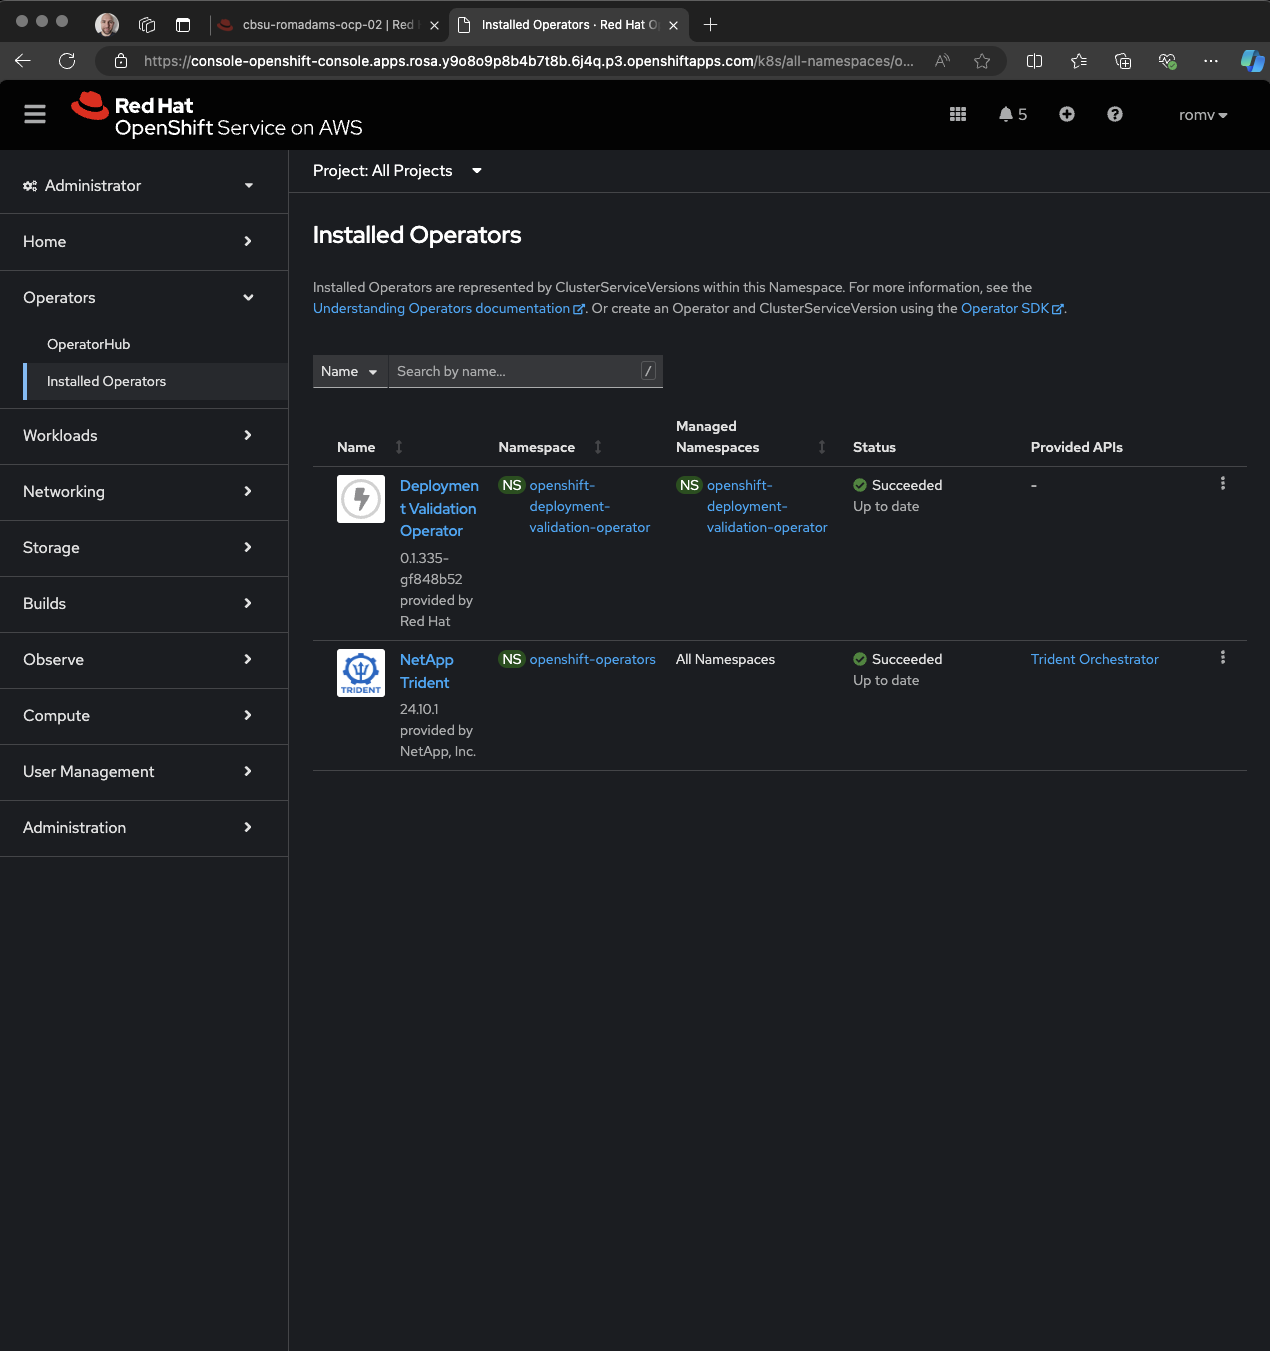 cbsu-romadams-ocp-02 | Red
Installed Operators · Red Hat O
https://console-openshift-console.apps.rosa.y9o8o9p8b4b7t8b.6j4q.p3.openshiftapps.com/k8s/all-namespaces/o...
Red Hat
OpenShift Service on AWS
5
romv
Administrator
Home
Operators
OperatorHub
Installed Operators
Workloads
Networking
Storage
Builds
Observe
Compute
User Management
Administration
Project: All Projects
Installed Operators
Installed Operators are represented by ClusterServiceVersions within this Namespace. For more information, see the
Understanding Operators documentation. Or create an Operator and ClusterServiceVersion using the Operator SDK.
Name Search by name... /
Managed
Name Namespace Namespaces Status Provided APIs
Deploymen NS openshift- NS openshift- Succeeded -
t Validation deployment- deployment- Up to date
Operator validation-operator validation-operator
0.1.335-
gf848b52
provided by
Red Hat
NetApp NS openshift-operators All Namespaces Succeeded Trident Orchestrator
Trident Up to date
TRIDENT
24.10.1
provided by
NetApp, Inc.